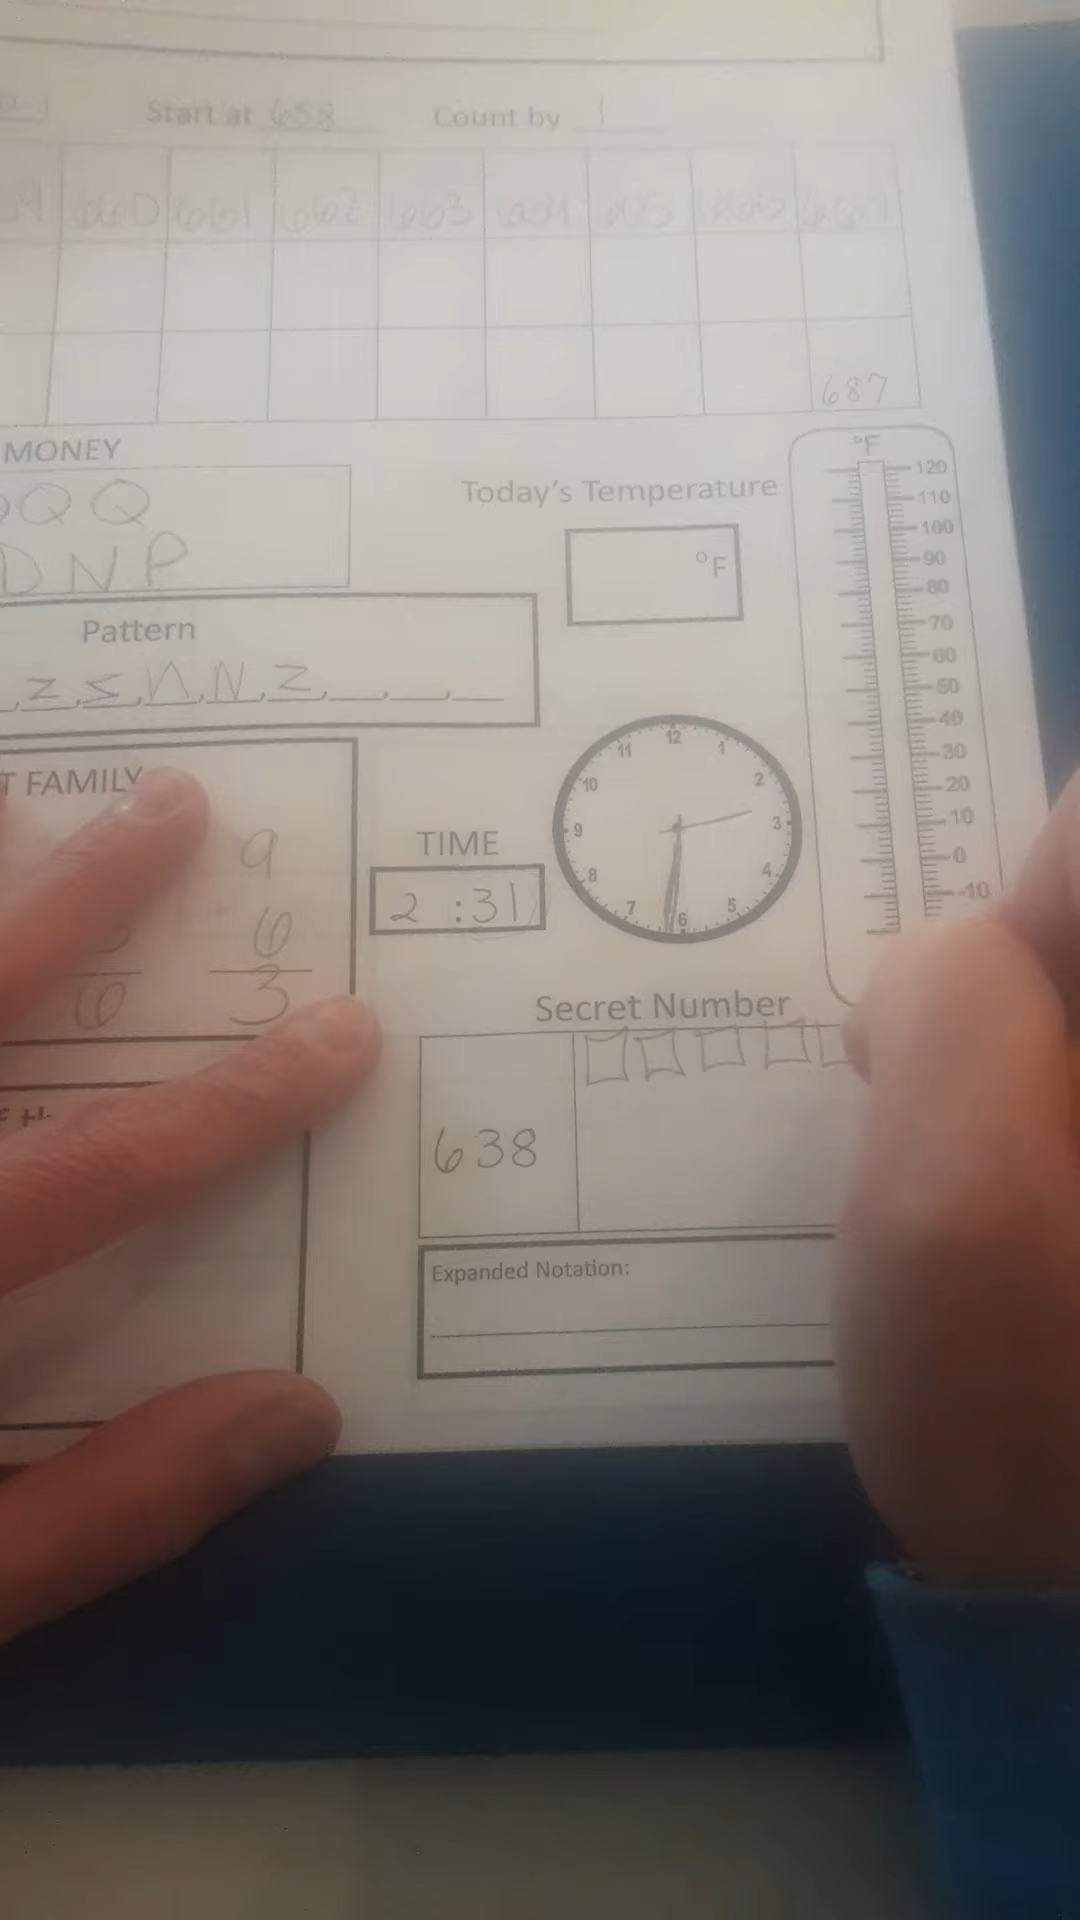 Start at 658 Count by 1
660 661 662 663 664 665 666 667
687
MONEY
Q Q
D N P
Today's Temperature
°F
°F
120
110
100
90
80
70
60
50
40
30
20
10
0
-10
Pattern
Z, S, N, N, Z, __, __, __
T FAMILY
9
6
6 3
TIME
2 :31
12
11 1
10 2
9 3
8 4
7 5
6
Secret Number
638
Expanded Notation: